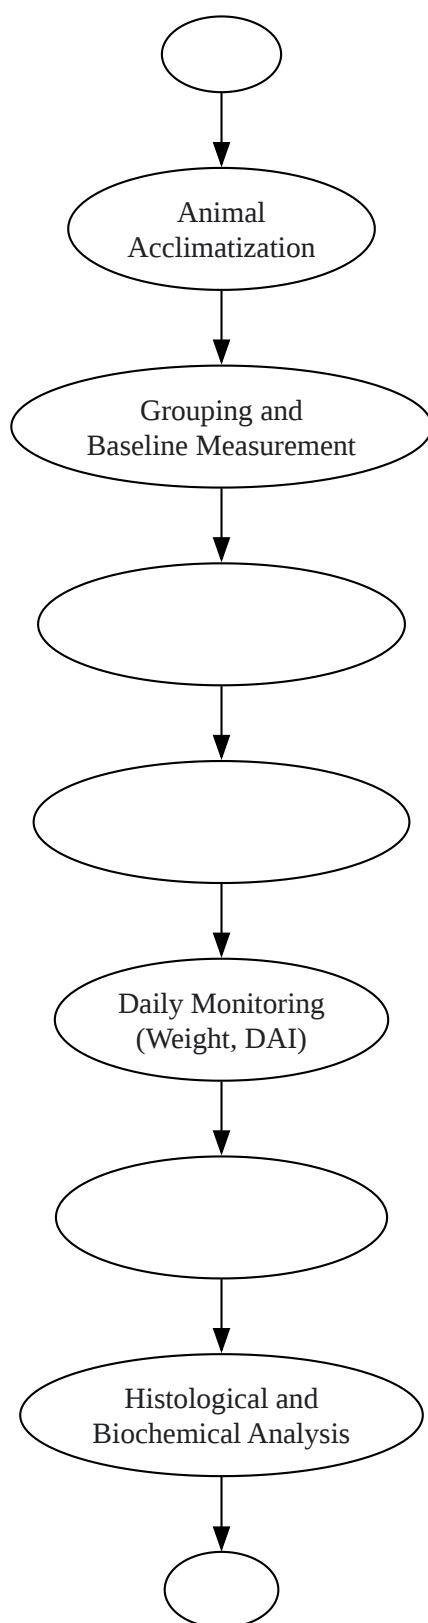 Animal
Acclimatization
Grouping and
Baseline Measurement
Daily Monitoring
(Weight, DAI)
Histological and
Biochemical Analysis